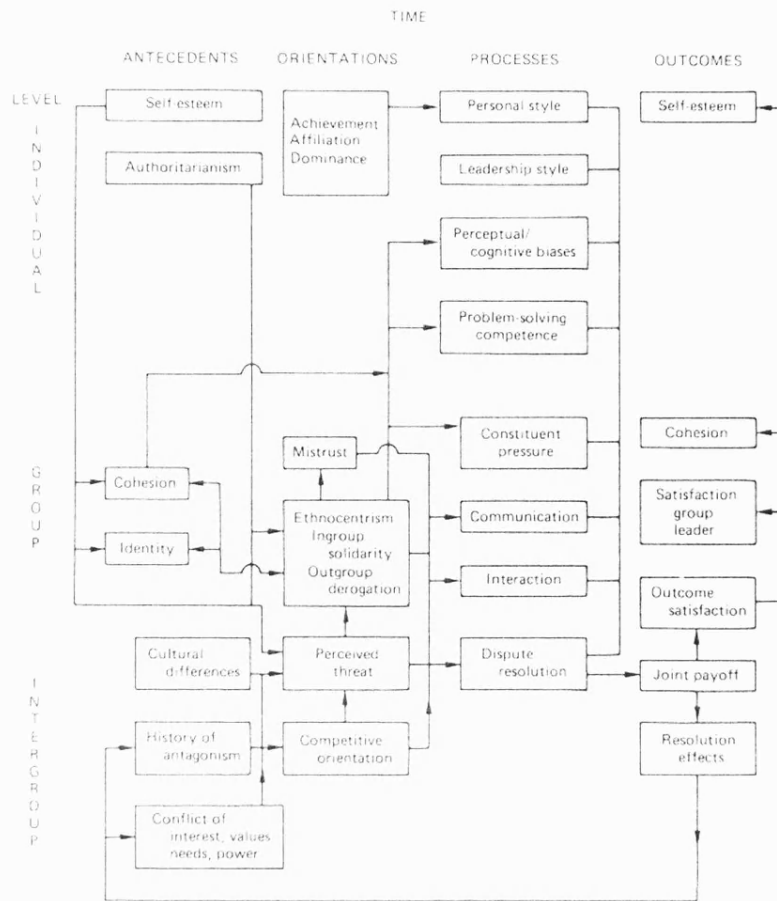 TIME
ANTECEDENTS ORIENTATIONS PROCESSES OUTCOMES
LEVEL
INDIVIDUAL
Self-esteem
Authoritarianism
Achievement
Affiliation
Dominance
Personal style
Leadership style
Perceptual/
cognitive biases
Problem-solving
competence
Self-esteem
GROUP
Cohesion
Identity
Mistrust
Ethnocentrism
Ingroup
solidarity
Outgroup
derogation
Constituent
pressure
Communication
Interaction
Cohesion
Satisfaction
group
leader
Outcome
satisfaction
INTERGROUP
Cultural
differences
History of
antagonism
Conflict of
interest, values
needs, power
Perceived
threat
Competitive
orientation
Dispute
resolution
Joint payoff
Resolution
effects